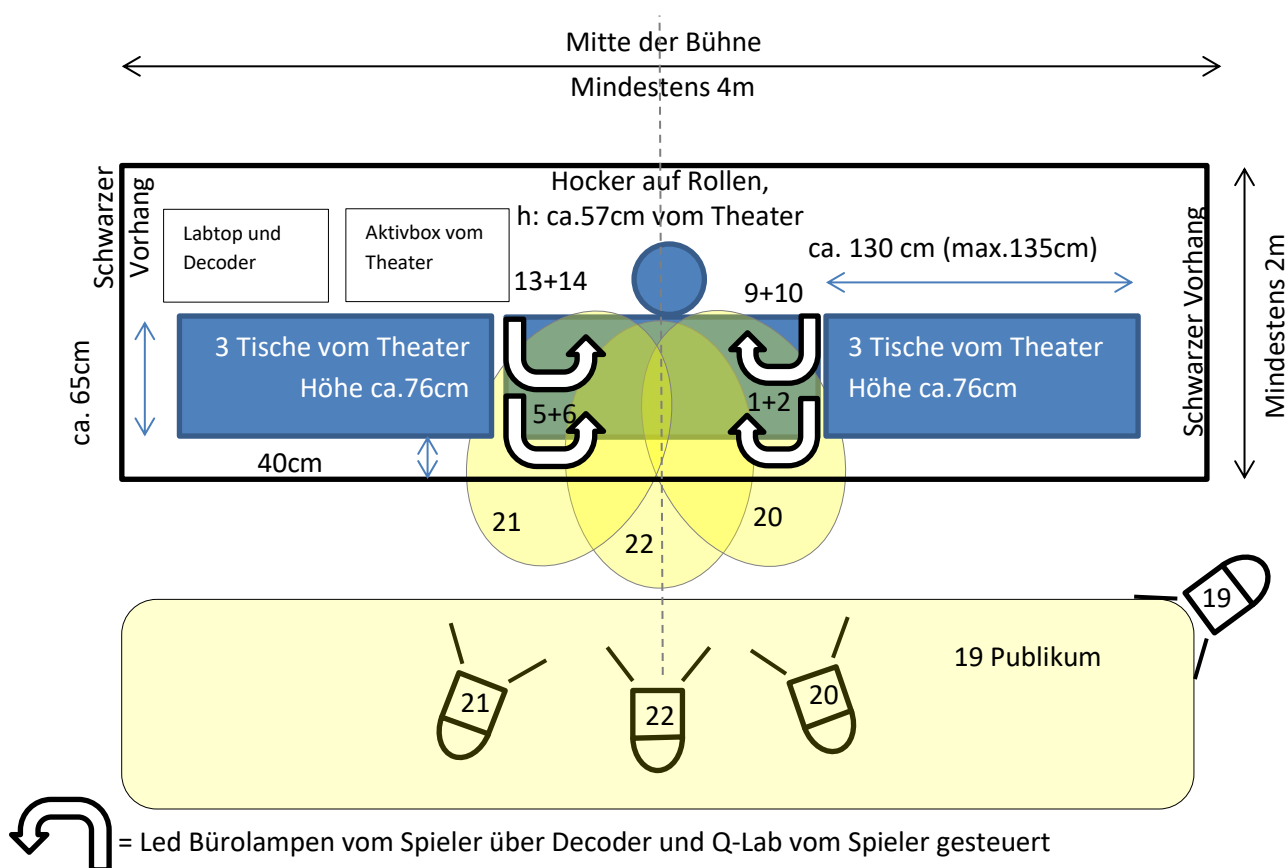 Mitte der Bühne
Mindestens 4m
Schwarzer
Vorhang
Hocker auf Rollen,
h: ca.57cm vom Theater
Labtop und
Decoder
Aktivbox vom
Theater
13+14
9+10
ca. 130 cm (max.135cm)
Schwarzer Vorhang
Mindestens 2m
ca. 65cm
3 Tische vom Theater
Höhe ca.76cm
3 Tische vom Theater
Höhe ca.76cm
5+6
1+2
40cm
21
22
20
19
19 Publikum
21
22
20
= Led Bürolampen vom Spieler über Decoder und Q-Lab vom Spieler gesteuert